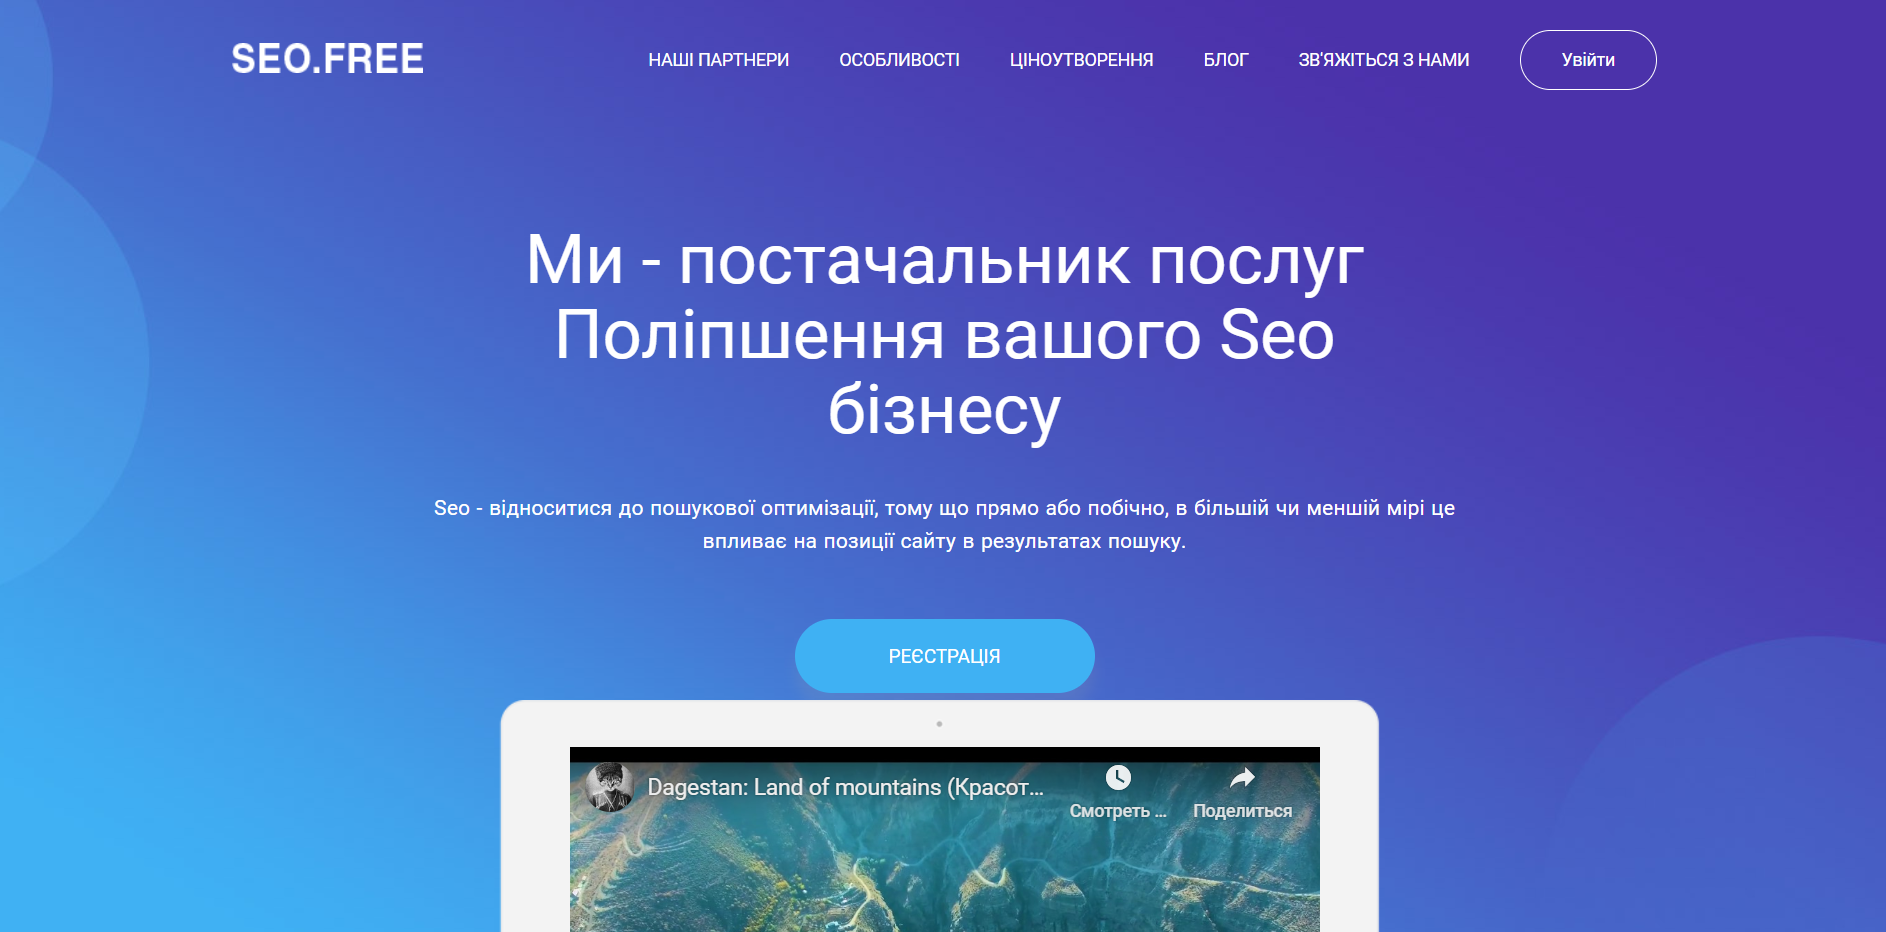 SEO.FREE
НАШІ ПАРТНЕРИ
ОСОБЛИВОСТІ
ЦІНОУТВОРЕННЯ
БЛОГ
ЗВ'ЯЖІТЬСЯ З НАМИ
Увійти
Ми - постачальник послуг
Поліпшення вашого Seo
бізнесу
Seo - відноситися до пошукової оптимізації, тому що прямо або побічно, в більшій чи меншій мірі це
впливає на позиції сайту в результатах пошуку.
РЕЄСТРАЦІЯ
Dagestan: Land of mountains (Красот...
Смотреть ...
Поделиться